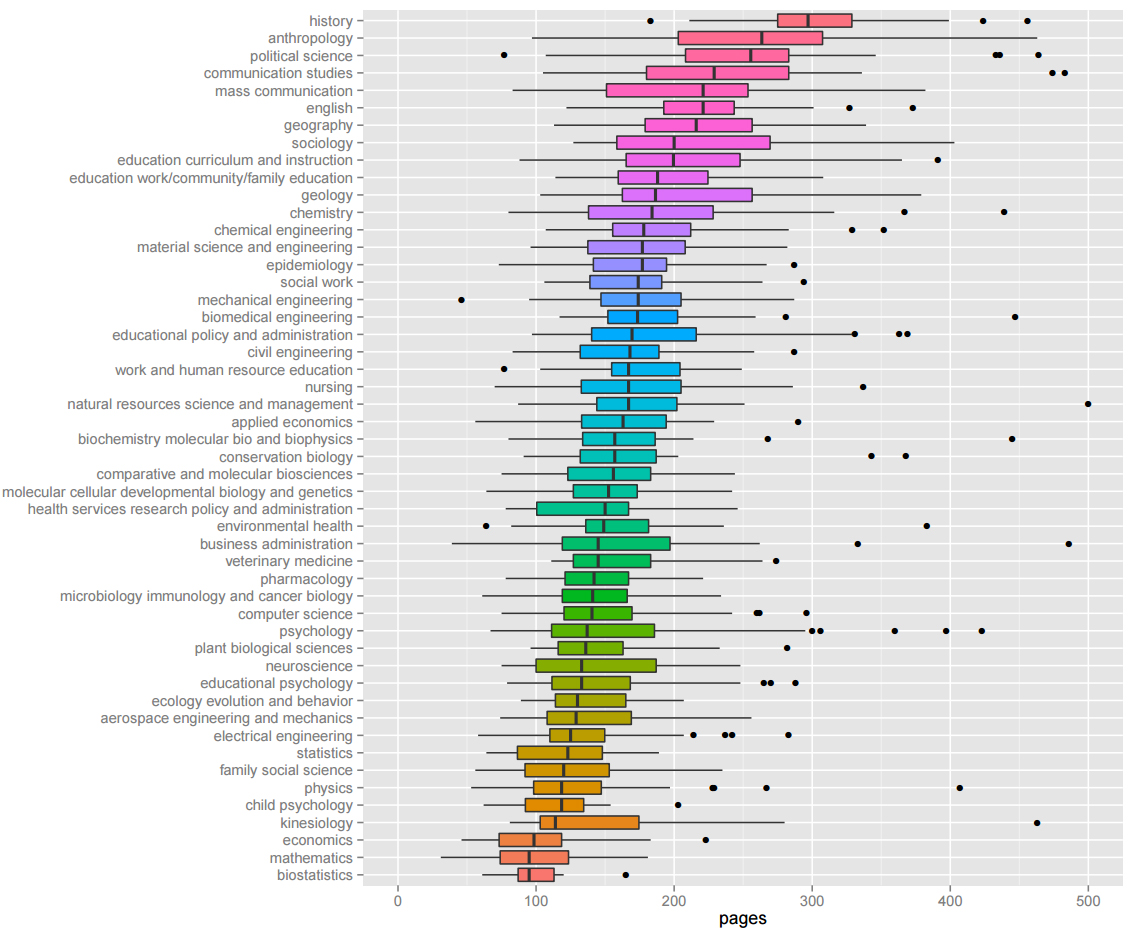 history
anthropology
political science
communication studies
mass communication
english
geography
sociology
education curriculum and instruction
education work/community/family education
geology
chemistry
chemical engineering
material science and engineering
epidemiology
social work
mechanical engineering
biomedical engineering
educational policy and administration
civil engineering
work and human resource education
nursing
natural resources science and management
applied economics
biochemistry molecular bio and biophysics
conservation biology
comparative and molecular biosciences
molecular cellular developmental biology and genetics
health services research policy and administration
environmental health
business administration
veterinary medicine
pharmacology
microbiology immunology and cancer biology
computer science
psychology
plant biological sciences
neuroscience
educational psychology
ecology evolution and behavior
aerospace engineering and mechanics
electrical engineering
statistics
family social science
physics
child psychology
kinesiology
economics
mathematics
biostatistics
0 100 200 300 400 500
pages